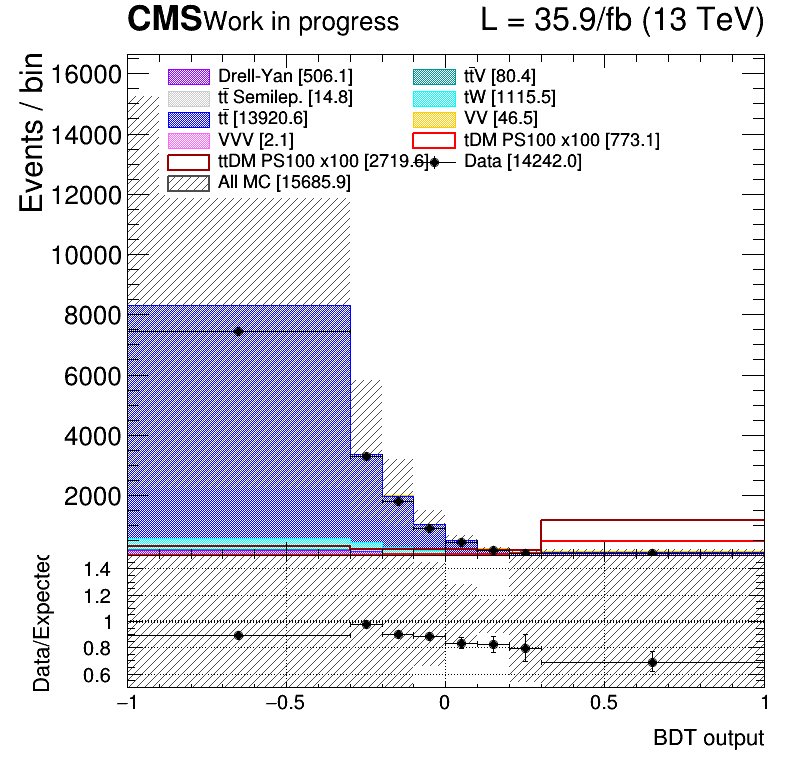 CMS Work in progress L = 35.9/fb (13 TeV)
Events / bin
16000
14000
12000
10000
8000
6000
4000
2000
Drell-Yan [506.1] tt̄V [80.4]
tt̄ Semilep. [14.8] tW [1115.5]
tt̄ [13920.6] VV [46.5]
VVV [2.1] tDM PS100 x100 [773.1]
ttDM PS100 x100 [2719.6] Data [14242.0]
All MC [15685.9]
Data/Expected
1.4
1.2
1
0.8
0.6
−1 −0.5 0 0.5 1
BDT output